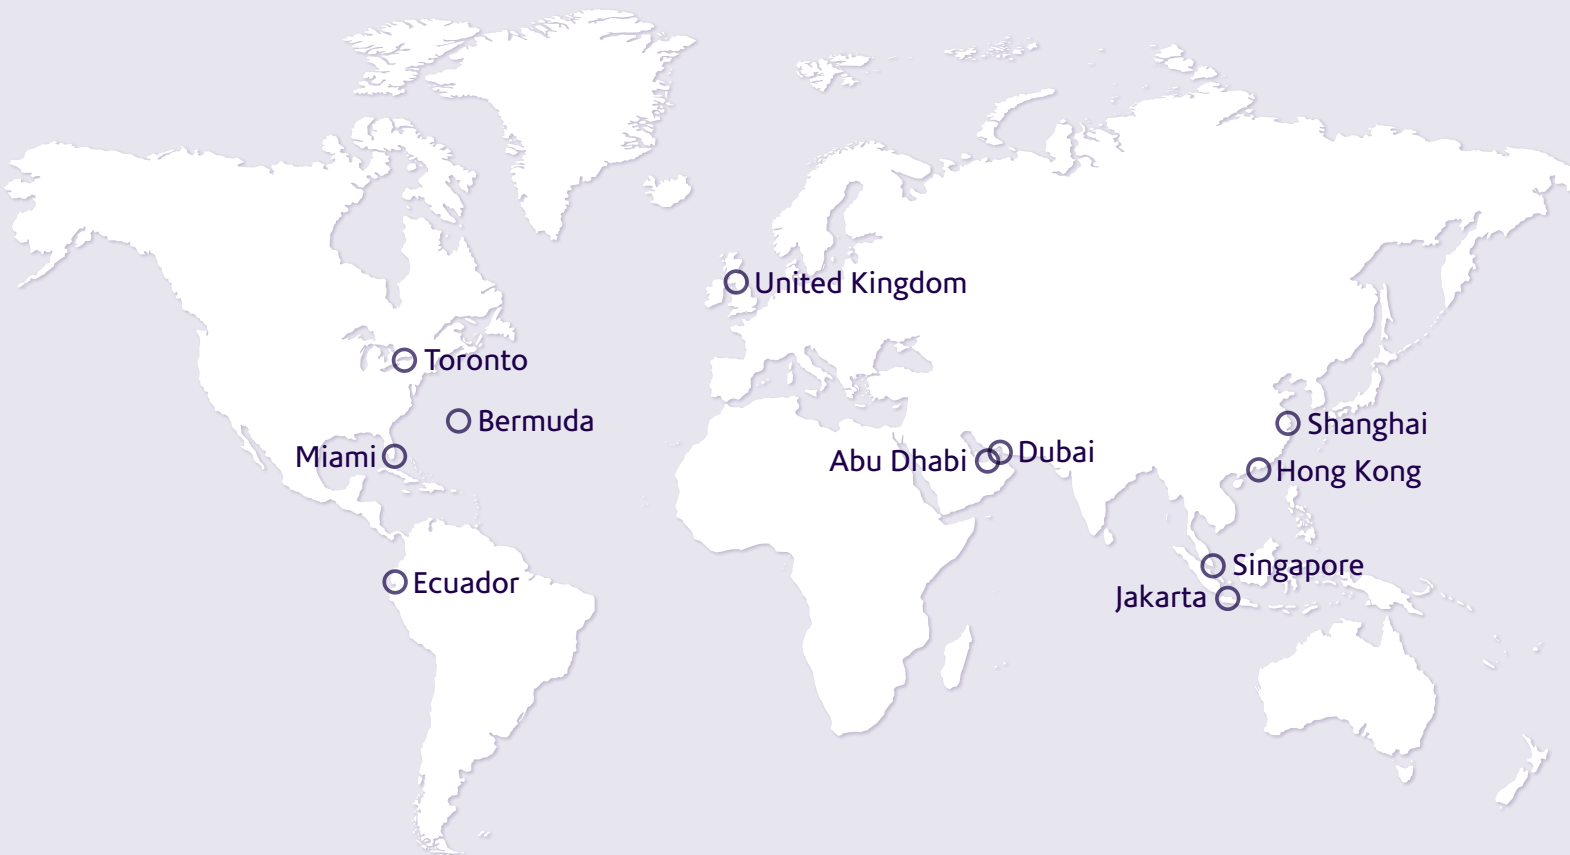 United Kingdom
Toronto
Bermuda
Shanghai
Miami
Abu Dhabi
Dubai
Hong Kong
Singapore
Ecuador
Jakarta